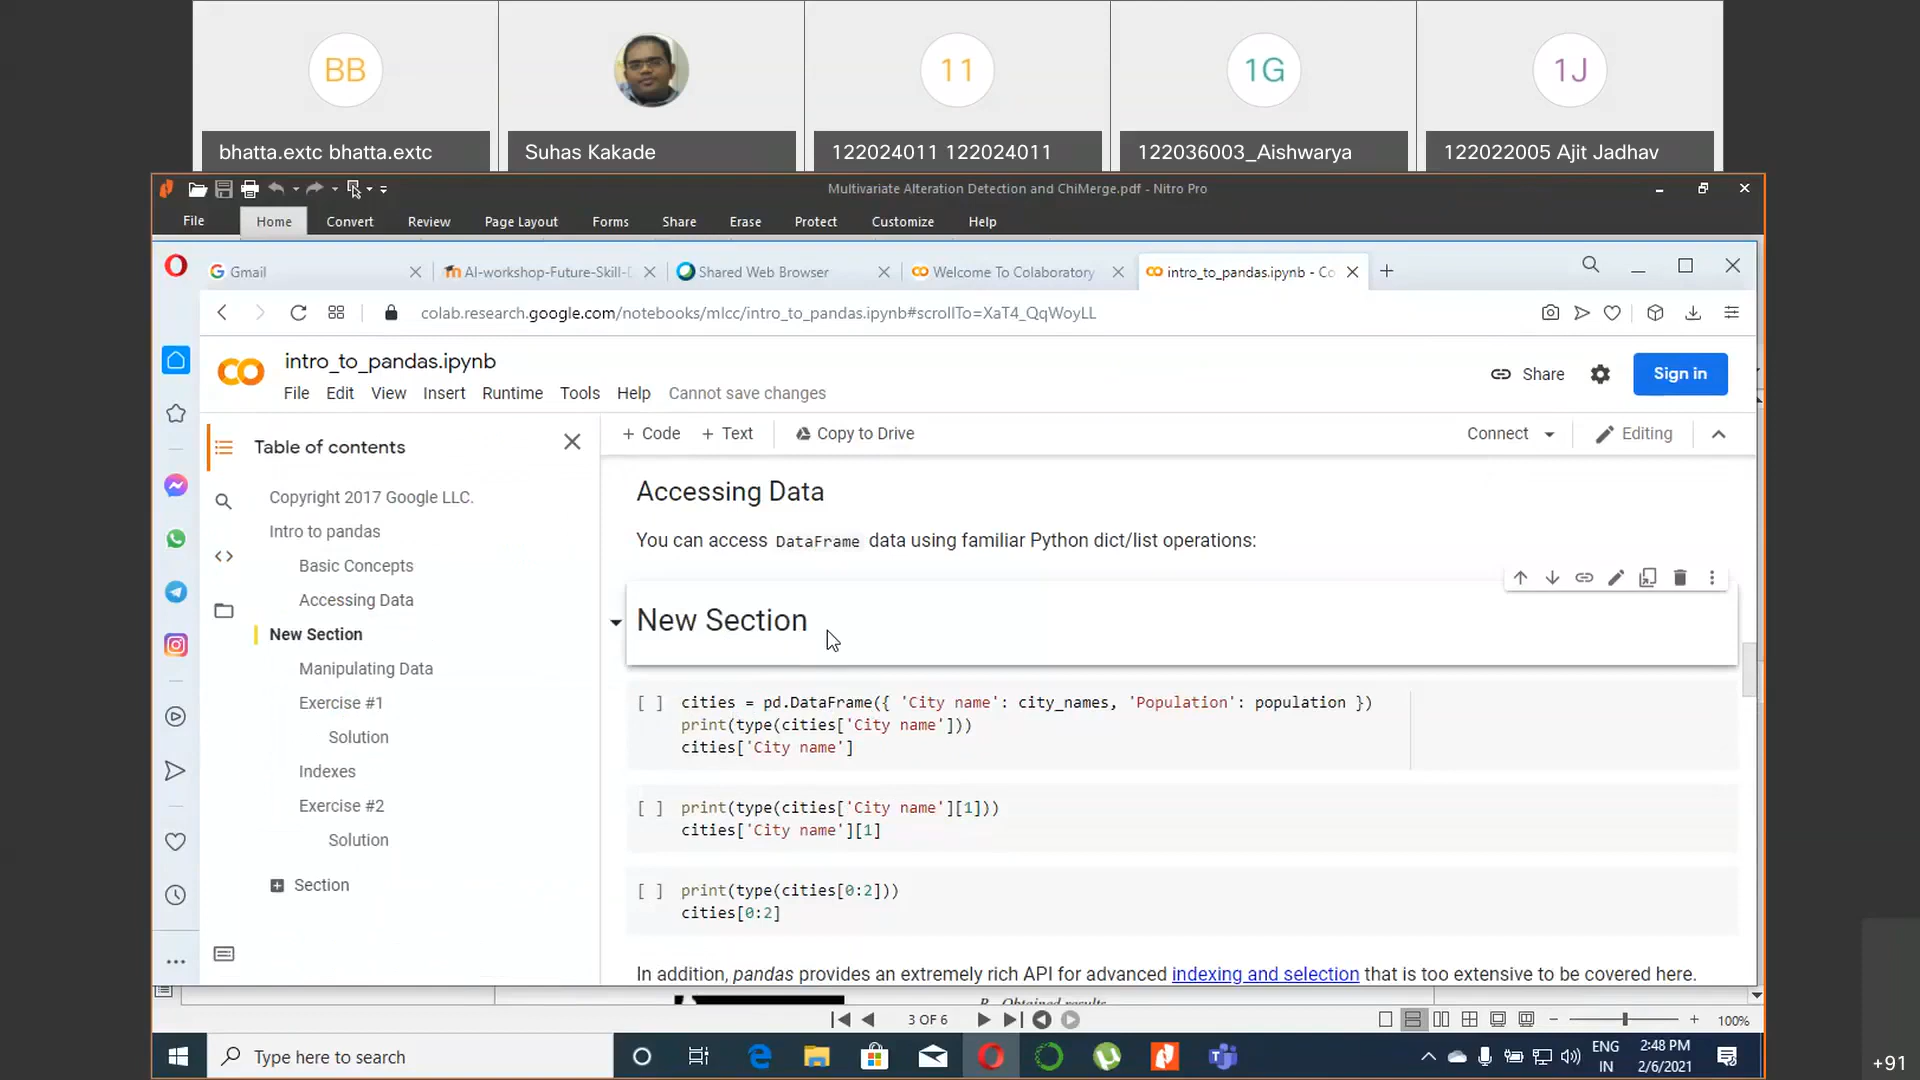 BB
11
1G
1J
bhatta.extc bhatta.extc
Suhas Kakade
122024011 122024011
122036003_Aishwarya
122022005 Ajit Jadhav
Multivariate Alteration Detection and ChiMerge.pdf - Nitro Pro
File
Home
Convert
Review
Page Layout
Forms
Share
Erase
Protect
Customize
Help
Gmail
AI-workshop-Future-Skill-
Shared Web Browser
Welcome To Colaboratory
intro_to_pandas.ipynb - Co
colab.research.google.com/notebooks/mlcc/intro_to_pandas.ipynb#scrollTo=XaT4_QqWoyLL
intro_to_pandas.ipynb
File Edit View Insert Runtime Tools Help Cannot save changes
Share
Sign in
Table of contents
Copyright 2017 Google LLC.
Intro to pandas
Basic Concepts
Accessing Data
New Section
Manipulating Data
Exercise #1
Solution
Indexes
Exercise #2
Solution
Section
+ Code + Text Copy to Drive
Connect
Editing
Accessing Data
You can access DataFrame data using familiar Python dict/list operations:
New Section
[ ] cities = pd.DataFrame({ 'City name': city_names, 'Population': population })
print(type(cities['City name']))
cities['City name']
[ ] print(type(cities['City name'][1]))
cities['City name'][1]
[ ] print(type(cities[0:2]))
cities[0:2]
In addition, pandas provides an extremely rich API for advanced indexing and selection that is too extensive to be covered here.
B. Obtained results
3 OF 6
100%
Type here to search
ENG
IN
2:48 PM
2/6/2021
+91